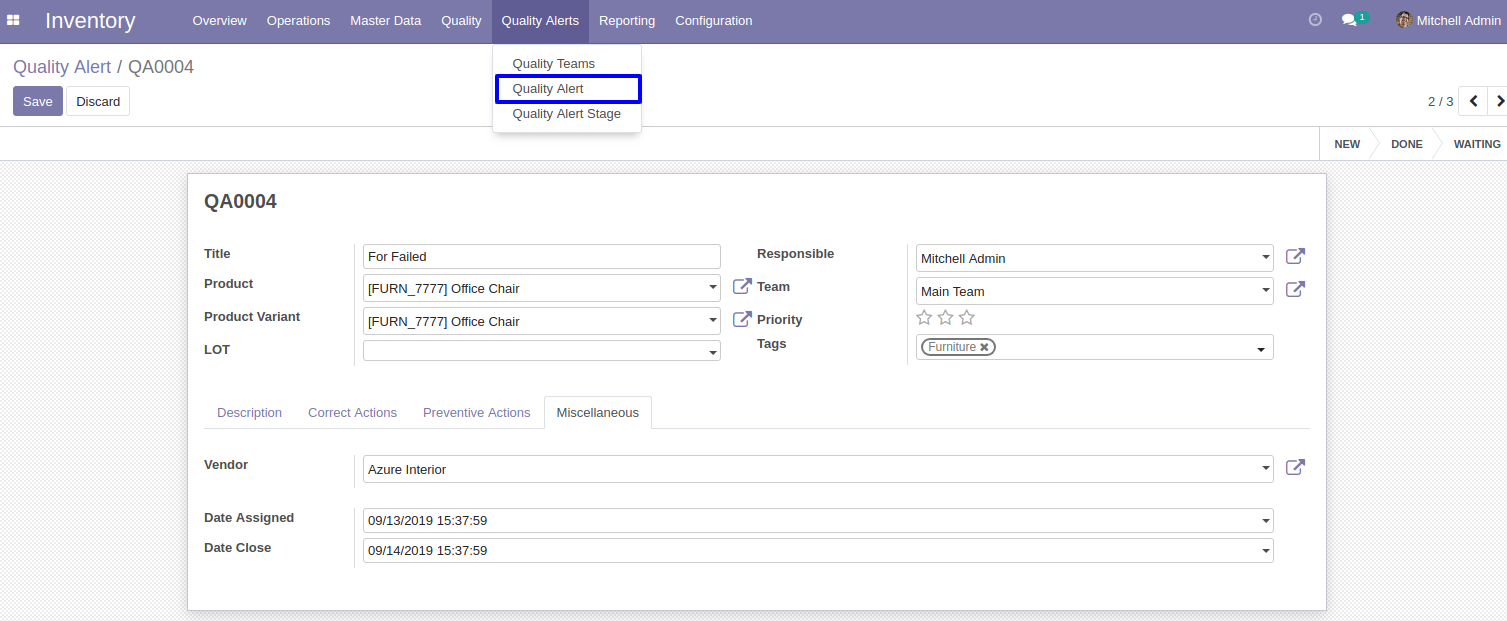 Inventory Overview Operations Master Data Quality Quality Alerts Reporting Configuration 1 Mitchell Admin
Quality Teams
Quality Alert
Quality Alert Stage
Quality Alert / QA0004
Save Discard
2 / 3
NEW DONE WAITING
QA0004
Title For Failed
Product [FURN_7777] Office Chair
Product Variant [FURN_7777] Office Chair
LOT
Responsible Mitchell Admin
Team Main Team
Priority
Tags Furniture
Description Correct Actions Preventive Actions Miscellaneous
Vendor Azure Interior
Date Assigned 09/13/2019 15:37:59
Date Close 09/14/2019 15:37:59